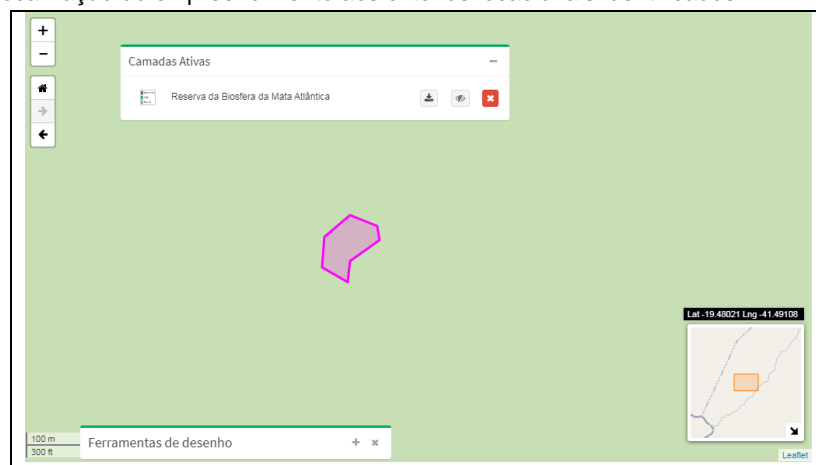 +
−
Camadas Ativas −
Reserva da Biosfera da Mata Atlântica
Lat -19.48021 Lng -41.49108
100 m
300 ft
Ferramentas de desenho + ×
Leaflet